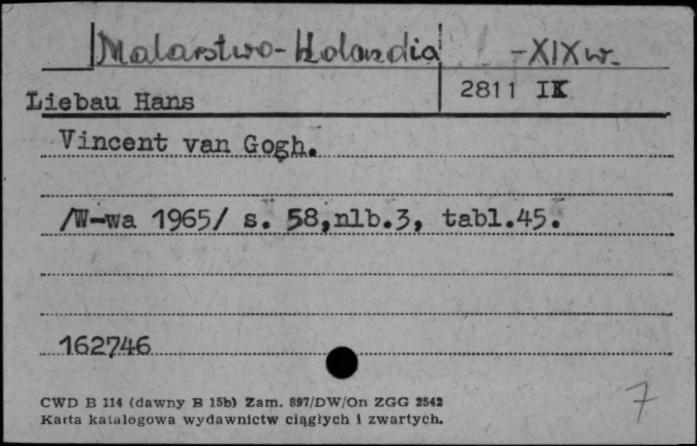 Malarstwo - Holandia - XIX w.
Liebau Hans 2811 IX
Vincent van Gogh.
/W-wa 1965/ s. 58,nlb.3, tabl.45.
162746
CWD B 114 (dawny B 15b) Zam. 897/DW/On ZGG 2542
Karta katalogowa wydawnictw ciągłych i zwartych.
7